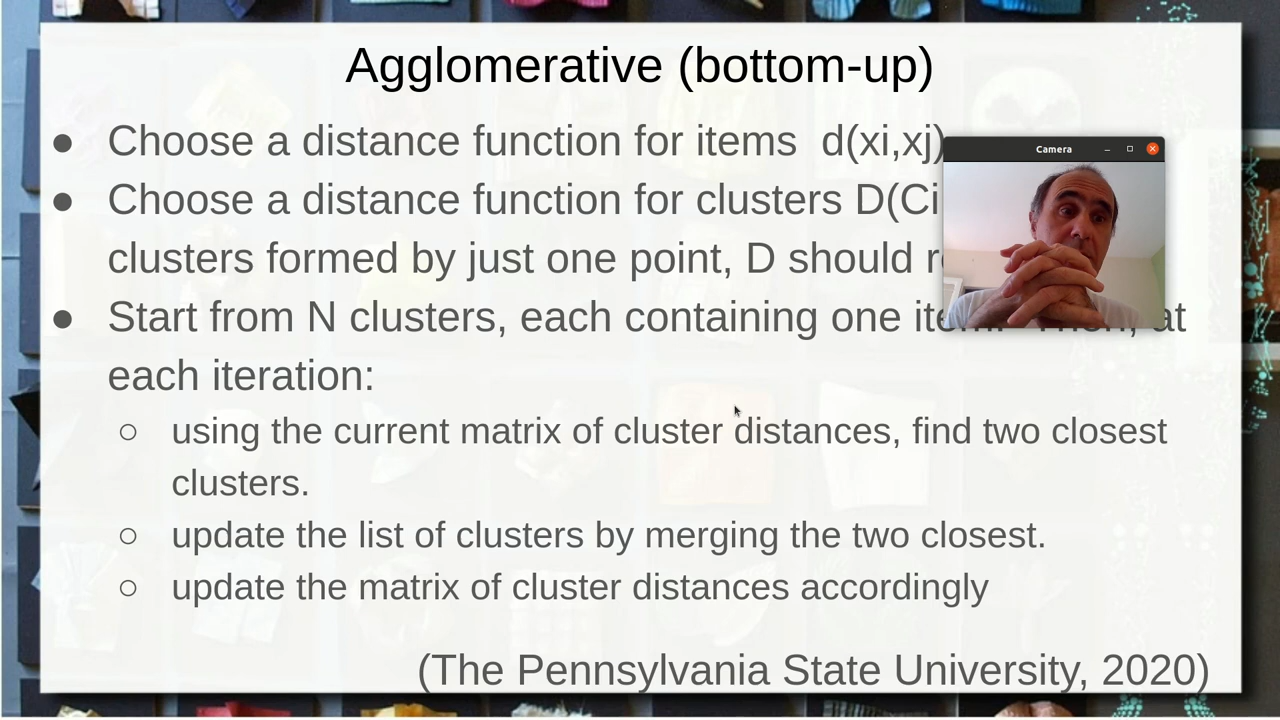 Agglomerative (bottom-up)
● Choose a distance function for items d(xi,xj)
Camera
● Choose a distance function for clusters D(Ci
clusters formed by just one point, D should
● Start from N clusters, each containing one at
each iteration:
○ using the current matrix of cluster distances, find two closest
clusters.
○ update the list of clusters by merging the two closest.
○ update the matrix of cluster distances accordingly
(The Pennsylvania State University, 2020)